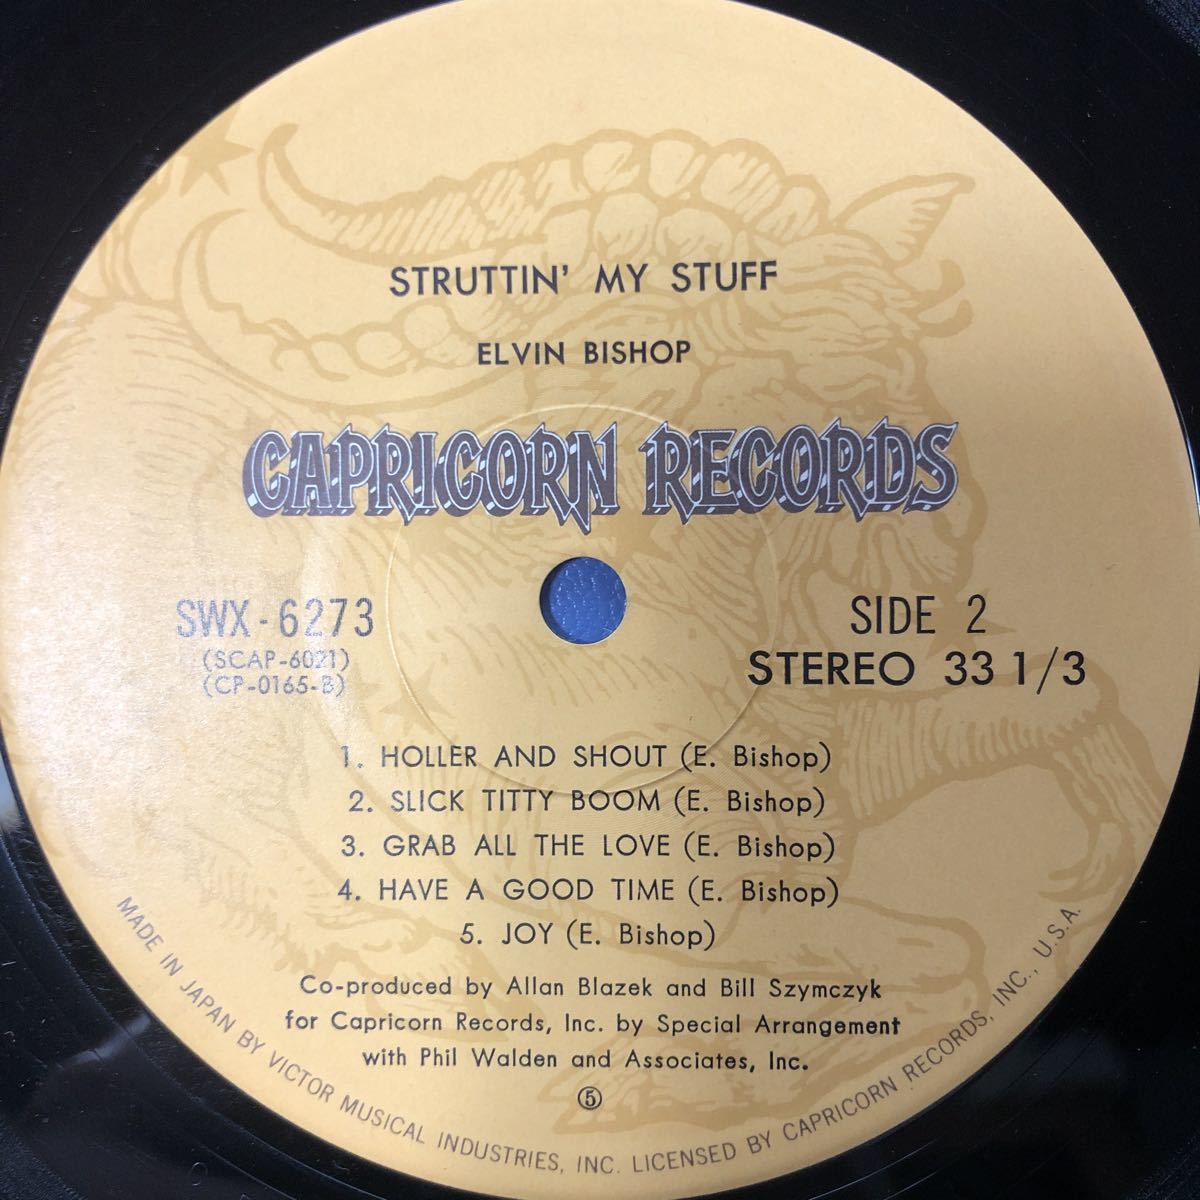 STRUTTIN' MY STUFF
ELVIN BISHOP
CAPRICORN RECORDS
SWX-6273
(SCAP-6021)
(CP-0165-B)
SIDE 2
STEREO 33 1/3
1. HOLLER AND SHOUT (E. Bishop)
2. SLICK TITTY BOOM (E. Bishop)
3. GRAB ALL THE LOVE (E. Bishop)
4. HAVE A GOOD TIME (E. Bishop)
5. JOY (E. Bishop)
Co-produced by Allan Blazek and Bill Szymczyk
for Capricorn Records, Inc. by Special Arrangement
with Phil Walden and Associates, Inc.
⑤
MADE IN JAPAN BY VICTOR MUSICAL INDUSTRIES, INC. LICENSED BY CAPRICORN RECORDS, INC., U.S.A.